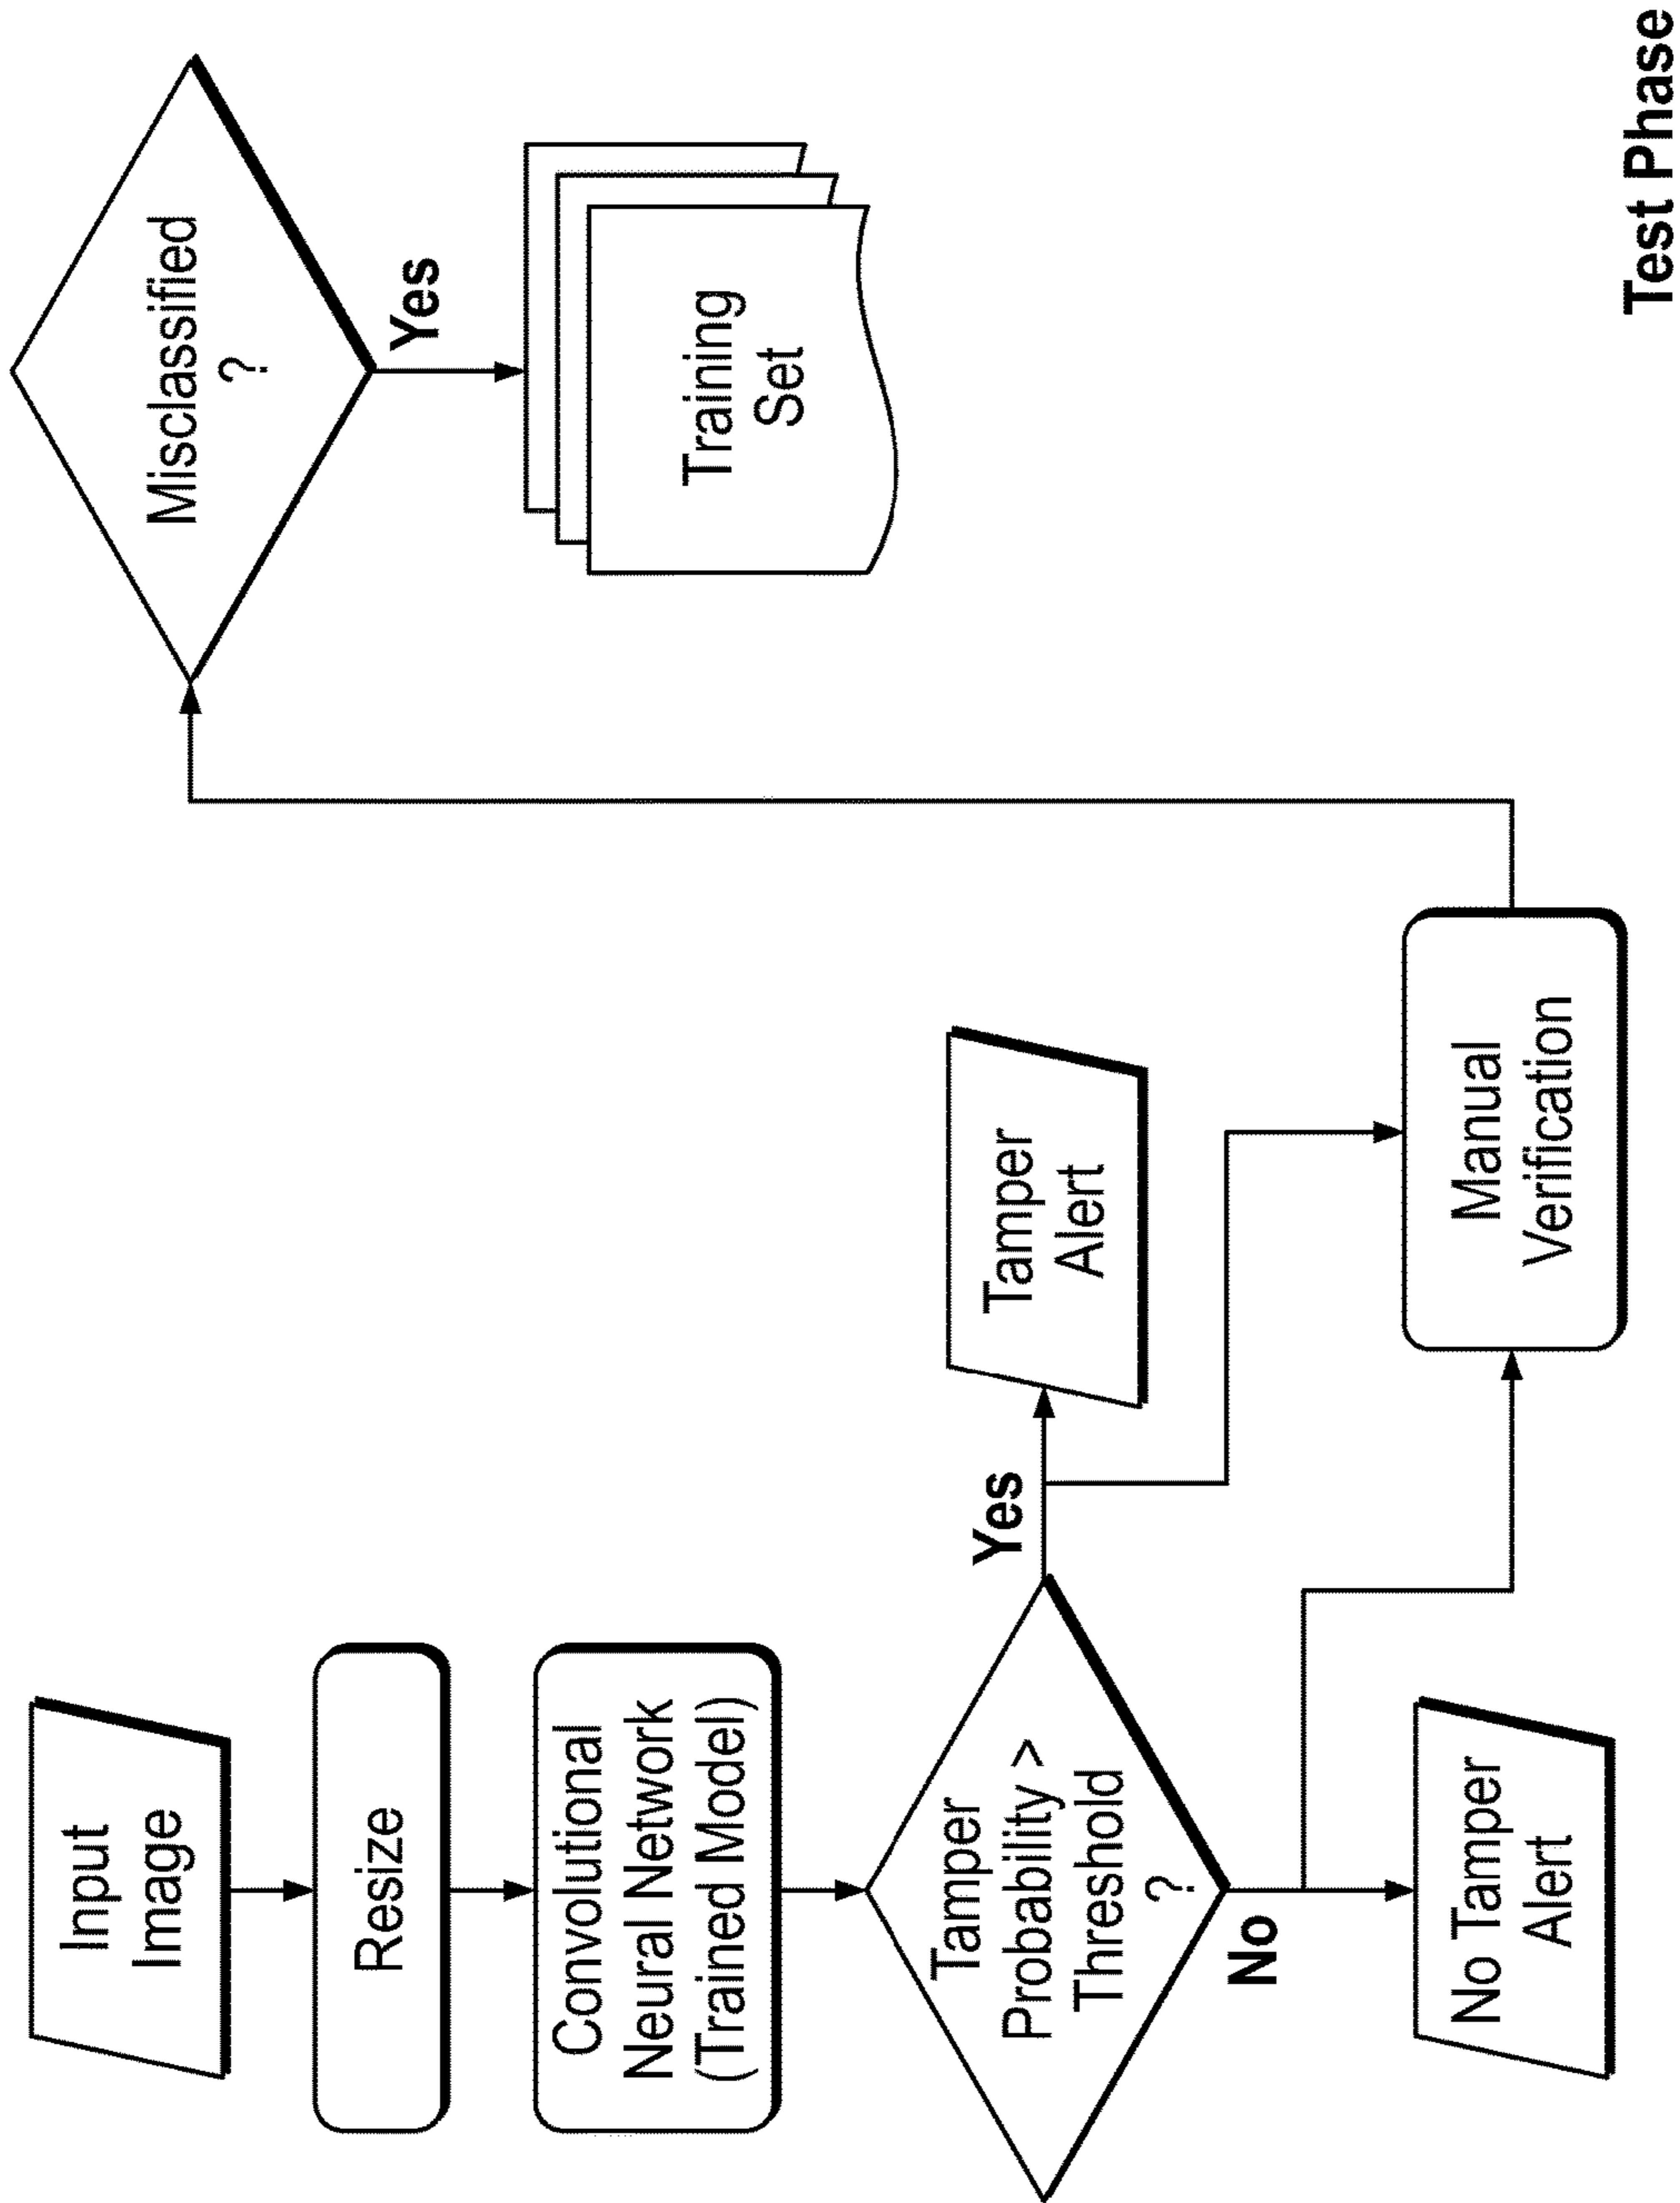 Input
Image
Resize
Convolutional
Neural Network
(Trained Model)
Tamper
Probability >
Threshold
?
Yes
No
Tamper
Alert
No Tamper
Alert
Manual
Verification
Misclassified
?
Yes
Training
Set
Test Phase